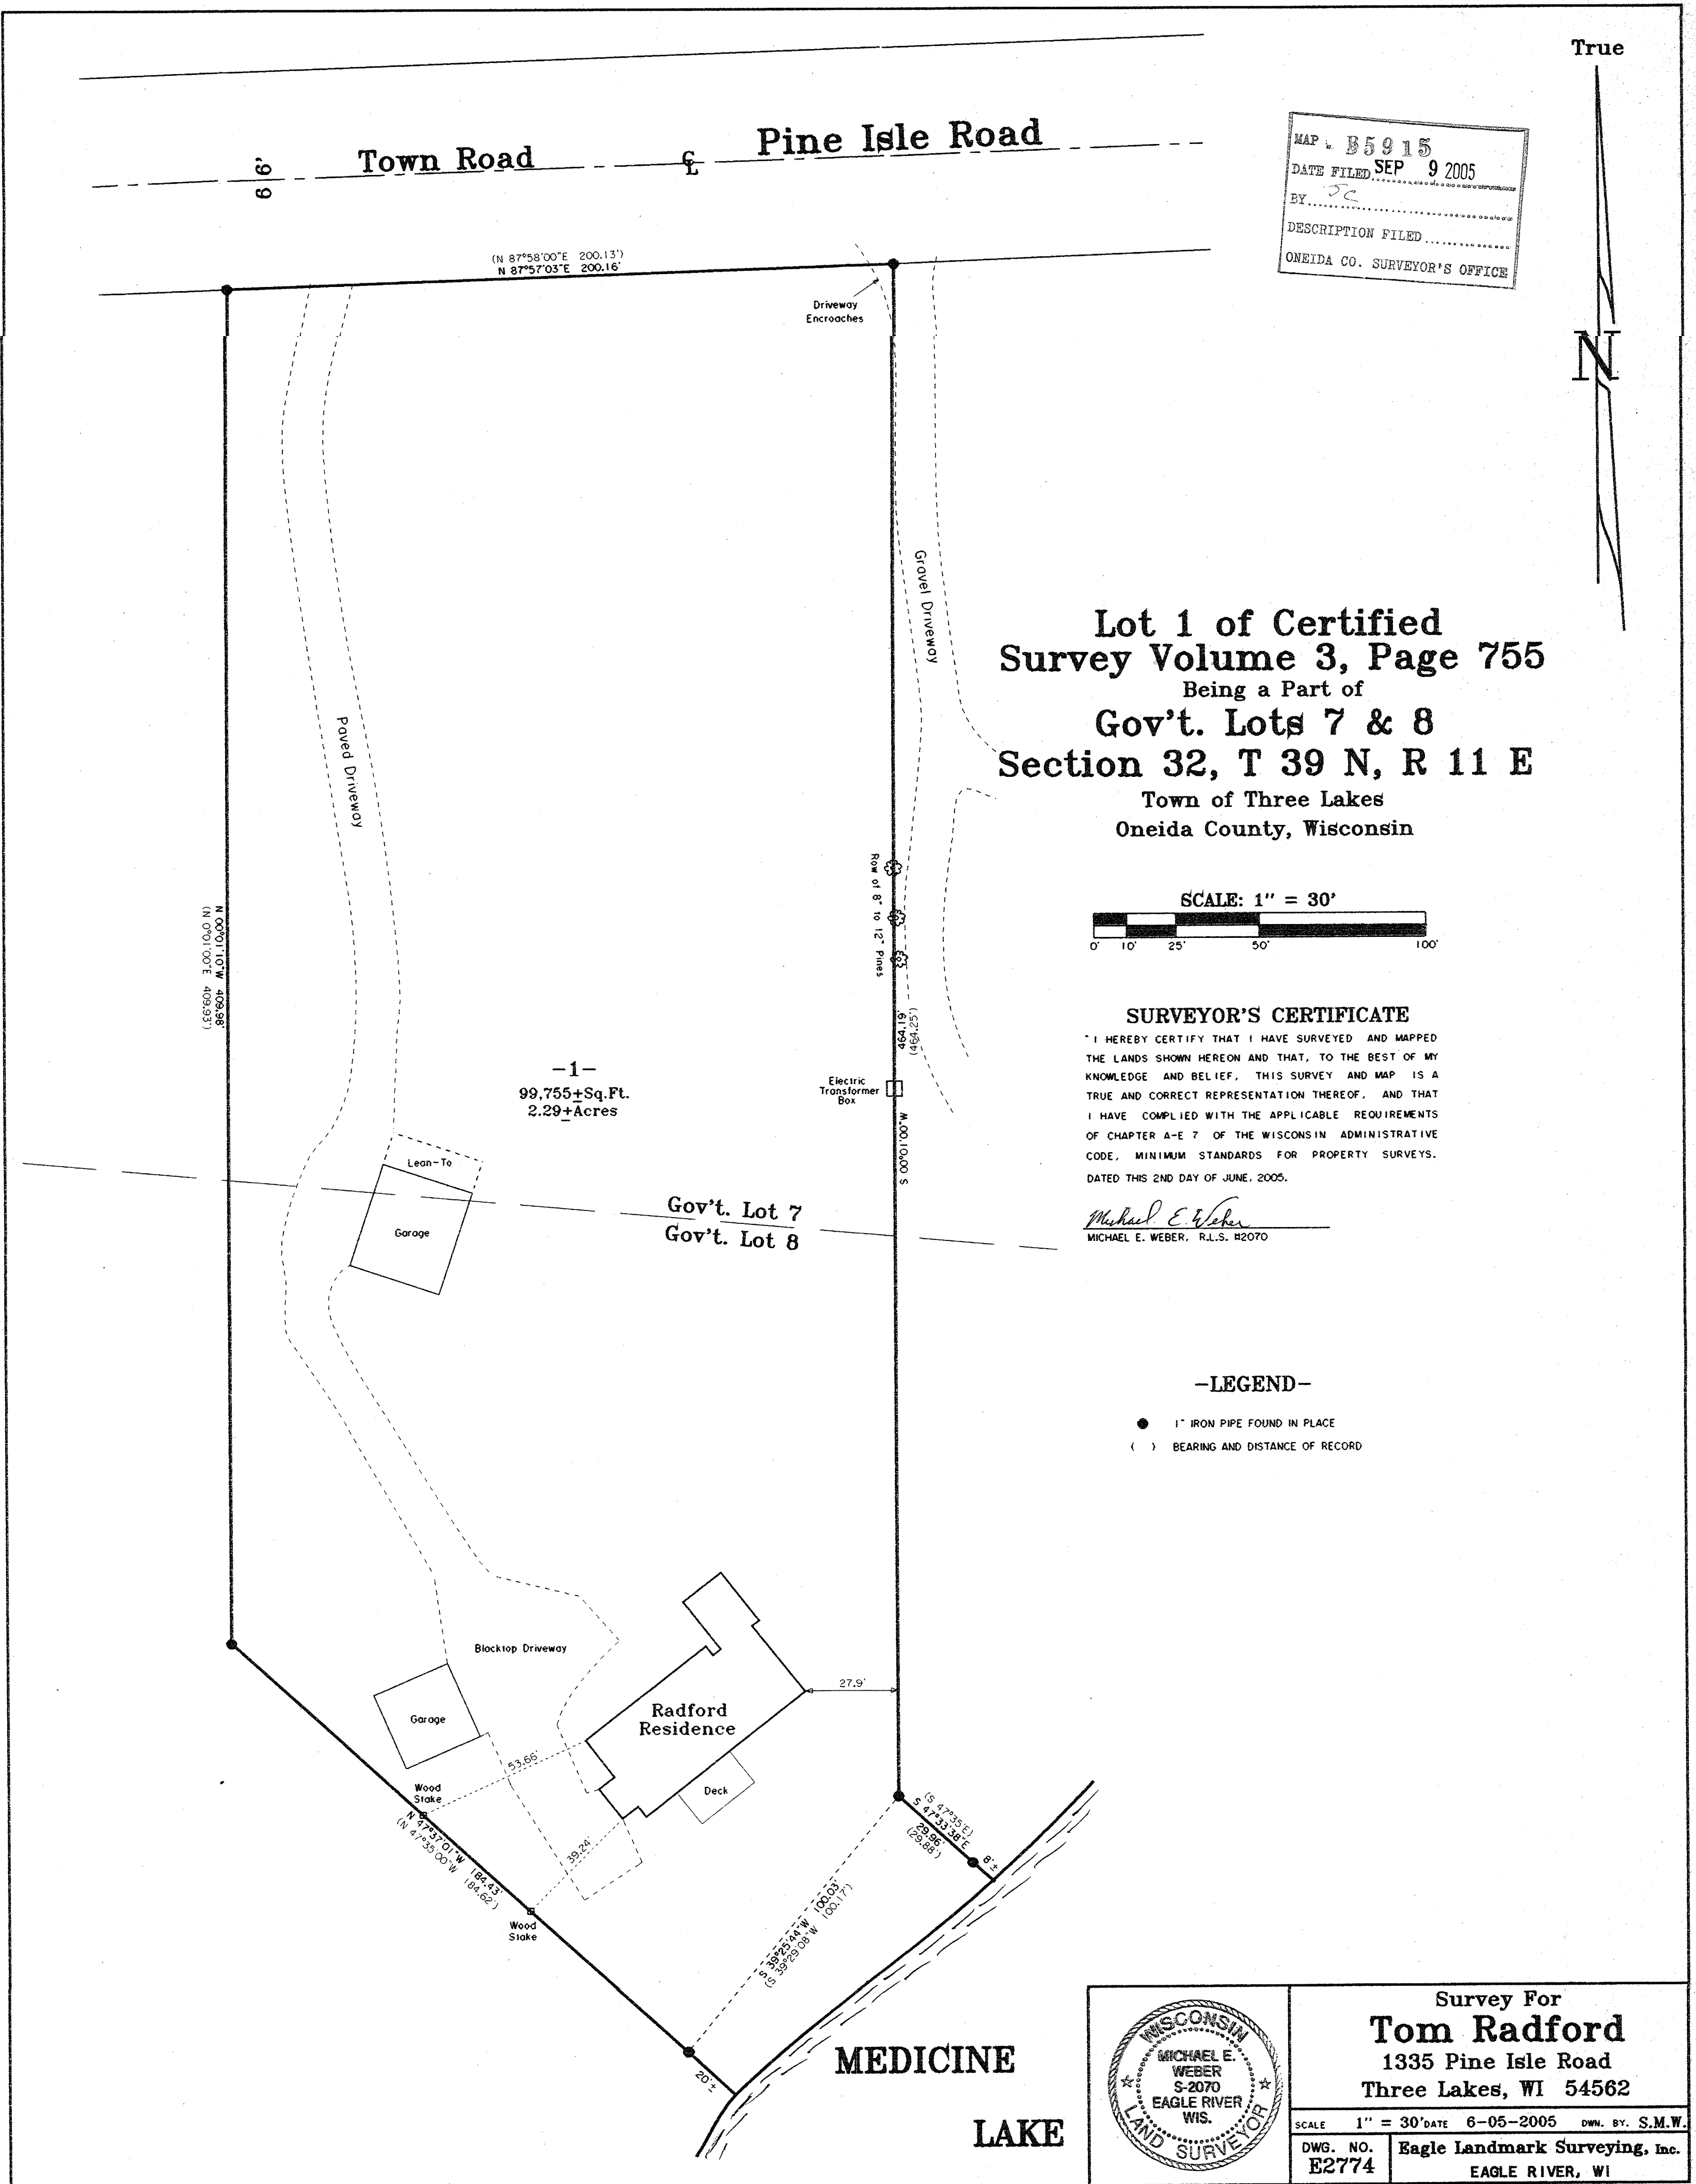 True
MAP B5915
DATE FILED SEP 9 2005
BY JC
DESCRIPTION FILED
ONEIDA CO. SURVEYOR'S OFFICE
66'
Town Road
Pine Isle Road
(N 87°58'00"E 200.13')
N 87°57'03"E 200.16'
Driveway
Encroaches
N
Gravel Driveway
Paved Driveway
Lot 1 of Certified
Survey Volume 3, Page 755
Being a Part of
Gov't. Lots 7 & 8
Section 32, T 39 N, R 11 E
Town of Three Lakes
Oneida County, Wisconsin
SCALE: 1" = 30'
0' 10' 25' 50' 100'
Row of 8" to 12" Pines
N 00°01'10"W 409.98'
(N 0°01'00"E 409.93')
464.19'
(464.25')
S 00°01'00"W
SURVEYOR'S CERTIFICATE
"I HEREBY CERTIFY THAT I HAVE SURVEYED AND MAPPED
THE LANDS SHOWN HEREON AND THAT, TO THE BEST OF MY
KNOWLEDGE AND BELIEF, THIS SURVEY AND MAP IS A
TRUE AND CORRECT REPRESENTATION THEREOF, AND THAT
I HAVE COMPLIED WITH THE APPLICABLE REQUIREMENTS
OF CHAPTER A-E 7 OF THE WISCONSIN ADMINISTRATIVE
CODE, MINIMUM STANDARDS FOR PROPERTY SURVEYS.
DATED THIS 2ND DAY OF JUNE, 2005.
Michael E. Weber
MICHAEL E. WEBER, R.L.S. #2070
-1-
99,755±Sq.Ft.
2.29±Acres
Electric
Transformer
Box
Lean-To
Garage
Gov't. Lot 7
Gov't. Lot 8
-LEGEND-
1" IRON PIPE FOUND IN PLACE
( ) BEARING AND DISTANCE OF RECORD
Blacktop Driveway
Garage
Radford
Residence
27.9'
Deck
53.66'
39.24'
Wood
Stake
N 47°37'01"W 184.43'
(N 47°35'00"W 184.62')
Wood
Stake
(S 47°35'E)
S 47°33'38"E
29.96'
(29.88')
8'±
S 39°25'44"W 100.03'
(S 39°29'08"W 100.17')
20'±
MEDICINE
LAKE
WISCONSIN
MICHAEL E.
WEBER
S-2070
EAGLE RIVER
WIS.
LAND SURVEYOR
Survey For
Tom Radford
1335 Pine Isle Road
Three Lakes, WI 54562
SCALE 1" = 30' DATE 6-05-2005 DWN. BY. S.M.W.
DWG. NO.
E2774
Eagle Landmark Surveying, Inc.
EAGLE RIVER, WI